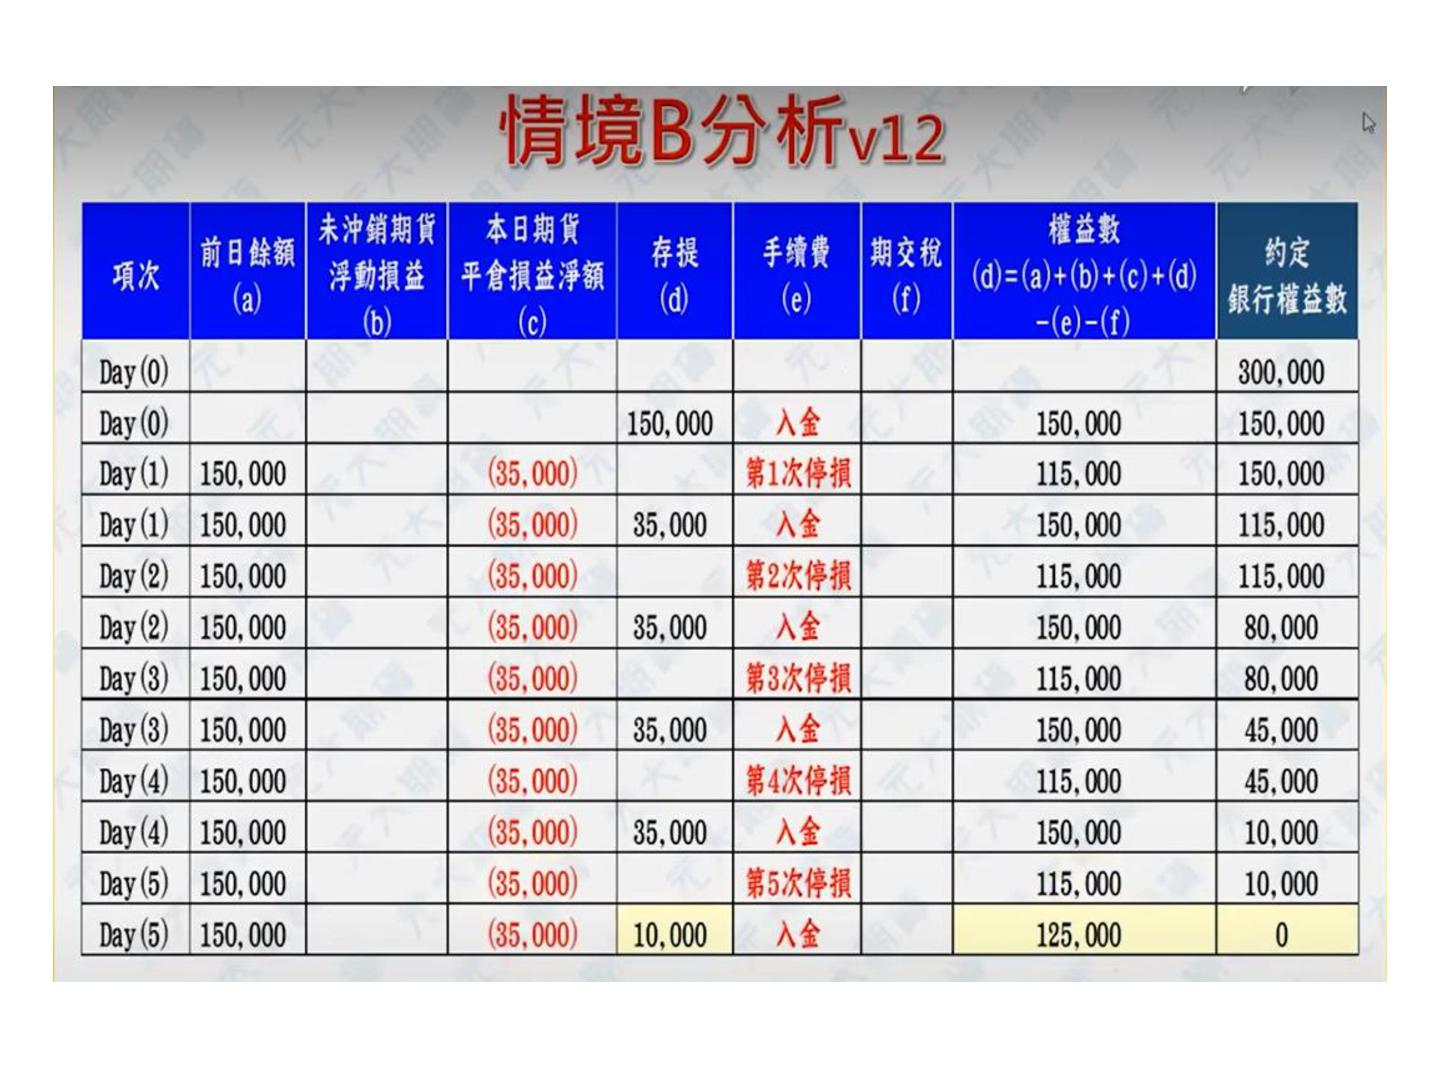 情境B分析v12
項次 前日餘額 (a) 未沖銷期貨 浮動損益 (b) 本日期貨 平倉損益淨額 (c) 存提 (d) 手續費 (e) 期交稅 (f) 權益數 (d)=(a)+(b)+(c)+(d) -(e)-(f) 約定 銀行權益數
Day(0) 300,000
Day(0) 150,000 入金 150,000 150,000
Day(1) 150,000 (35,000) 第1次停損 115,000 150,000
Day(1) 150,000 (35,000) 35,000 入金 150,000 115,000
Day(2) 150,000 (35,000) 第2次停損 115,000 115,000
Day(2) 150,000 (35,000) 35,000 入金 150,000 80,000
Day(3) 150,000 (35,000) 第3次停損 115,000 80,000
Day(3) 150,000 (35,000) 35,000 入金 150,000 45,000
Day(4) 150,000 (35,000) 第4次停損 115,000 45,000
Day(4) 150,000 (35,000) 35,000 入金 150,000 10,000
Day(5) 150,000 (35,000) 第5次停損 115,000 10,000
Day(5) 150,000 (35,000) 10,000 入金 125,000 0